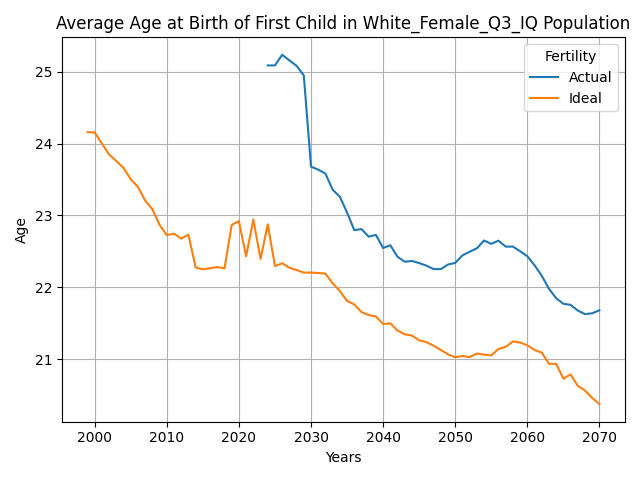 Average Age at Birth of First Child in White_Female_Q3_IQ Population
Fertility
Actual
Ideal
Age
25
24
23
22
21
2000 2010 2020 2030 2040 2050 2060 2070
Years